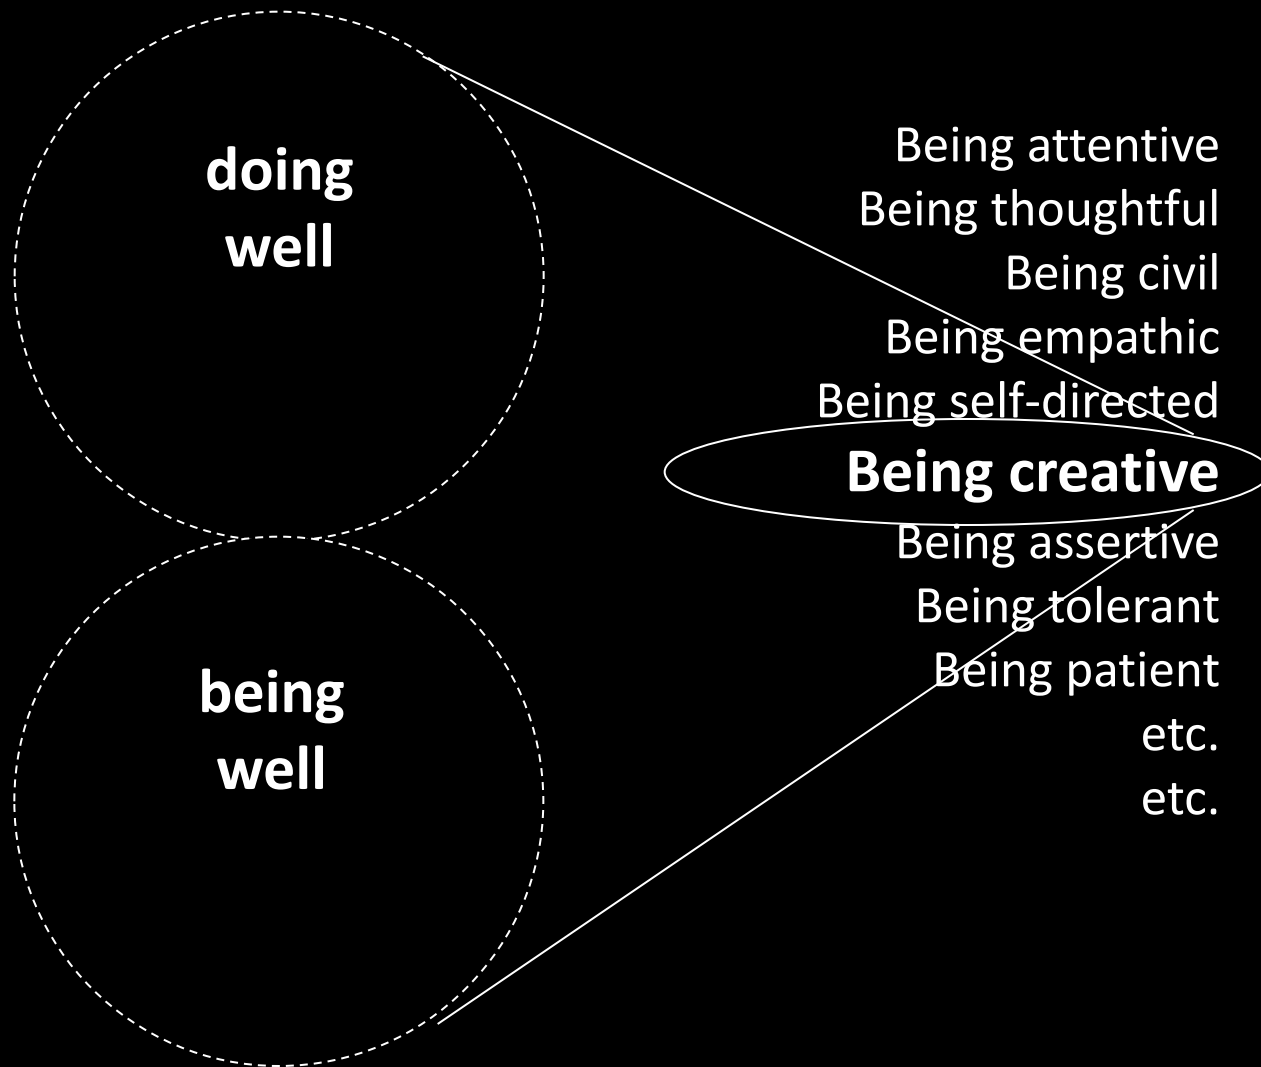 doing
well
being
well
Being attentive
Being thoughtful
Being civil
Being empathic
Being self-directed
Being creative
Being assertive
Being tolerant
Being patient
etc.
etc.